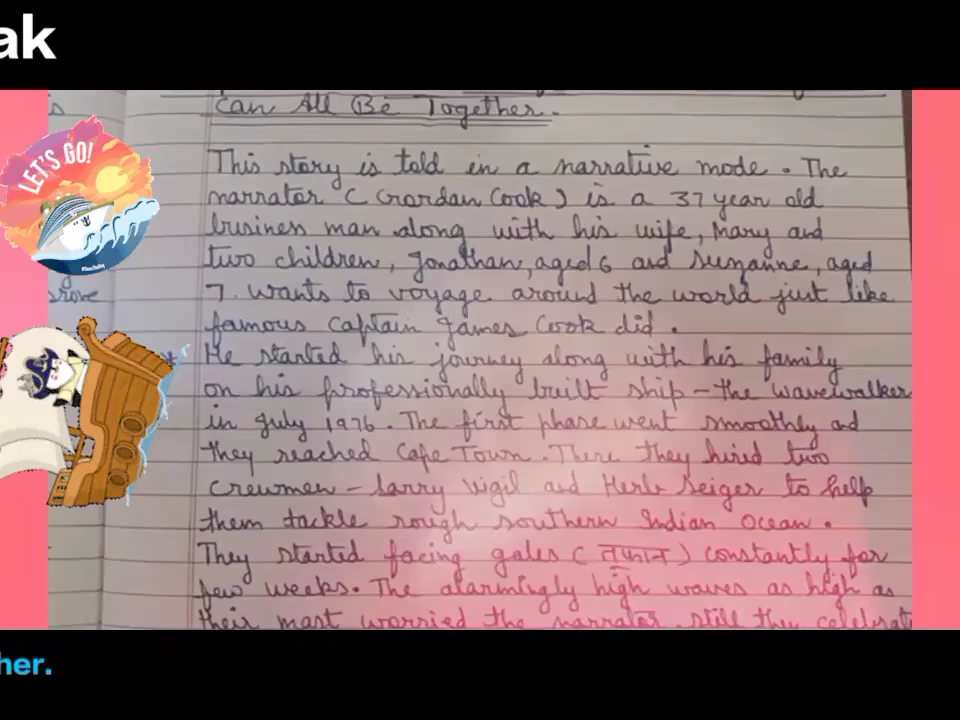 ak
can All Be Together.
This story is told in a narrative mode. The
narrator (Gordan Cook) is a 37 year old
business man along with his wife, Mary and
two children, Jonathan, aged 6 and Suzanne, aged
7. wants to voyage around the world just like
famous captain James Cook did.
He started his journey along with his family
on his professionally built ship - the wavewalker
in July 1976. The first phase went smoothly and
they reached Cape Town. There they hired two
crewmen - Larry Vigil and Herb Seiger to help
them tackle rough southern Indian Ocean.
They started facing gales (तूफान) constantly for
few weeks. The alarmingly high waves as high as
their mast worried the narrator. still they celebrat
is
g
prove
LET'S GO!
her.